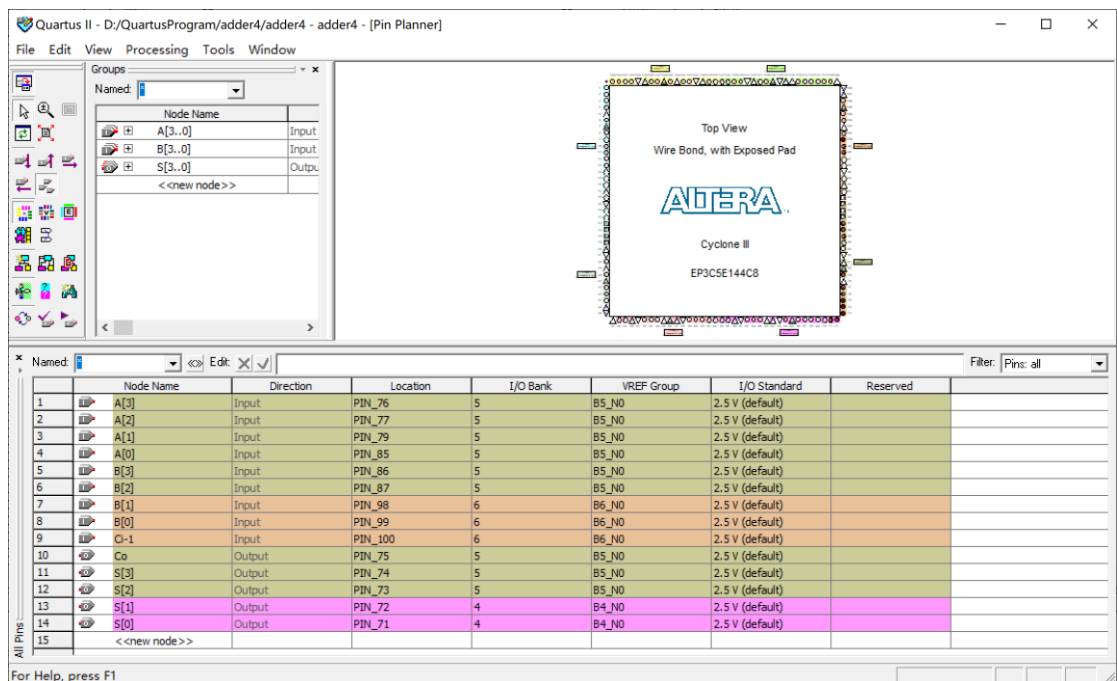 Quartus II - D:/QuartusProgram/adder4/adder4 - adder4 - [Pin Planner]
File Edit View Processing Tools Window
Groups
Named: *
Node Name
A[3..0] Input
B[3..0] Input
S[3..0] Outpu
<<new node>>
Top View
Wire Bond, with Exposed Pad
ALTERA
Cyclone III
EP3C5E144C8
Named: * Edit: Filter: Pins: all
Node Name Direction Location I/O Bank VREF Group I/O Standard Reserved
1 A[3] Input PIN_76 5 B5_N0 2.5 V (default)
2 A[2] Input PIN_77 5 B5_N0 2.5 V (default)
3 A[1] Input PIN_79 5 B5_N0 2.5 V (default)
4 A[0] Input PIN_85 5 B5_N0 2.5 V (default)
5 B[3] Input PIN_86 5 B5_N0 2.5 V (default)
6 B[2] Input PIN_87 5 B5_N0 2.5 V (default)
7 B[1] Input PIN_98 6 B6_N0 2.5 V (default)
8 B[0] Input PIN_99 6 B6_N0 2.5 V (default)
9 Ci-1 Input PIN_100 6 B6_N0 2.5 V (default)
10 Co Output PIN_75 5 B5_N0 2.5 V (default)
11 S[3] Output PIN_74 5 B5_N0 2.5 V (default)
12 S[2] Output PIN_73 5 B5_N0 2.5 V (default)
13 S[1] Output PIN_72 4 B4_N0 2.5 V (default)
14 S[0] Output PIN_71 4 B4_N0 2.5 V (default)
15 <<new node>>
All Pins
For Help, press F1